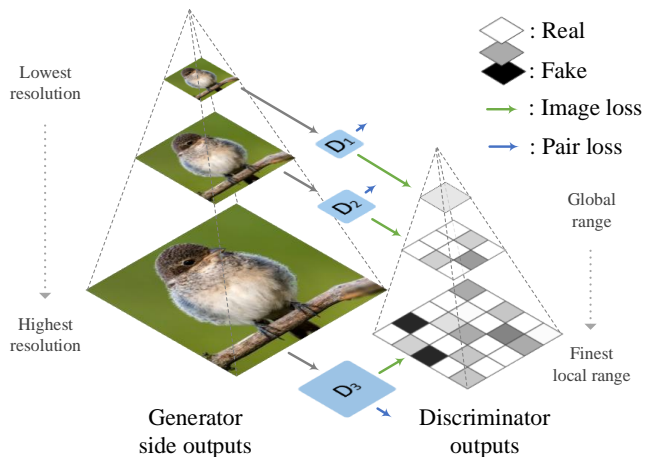 : Real
: Fake
: Image loss
: Pair loss
Lowest
resolution
Highest
resolution
D1
D2
D3
Global
range
Finest
local range
Generator
side outputs
Discriminator
outputs